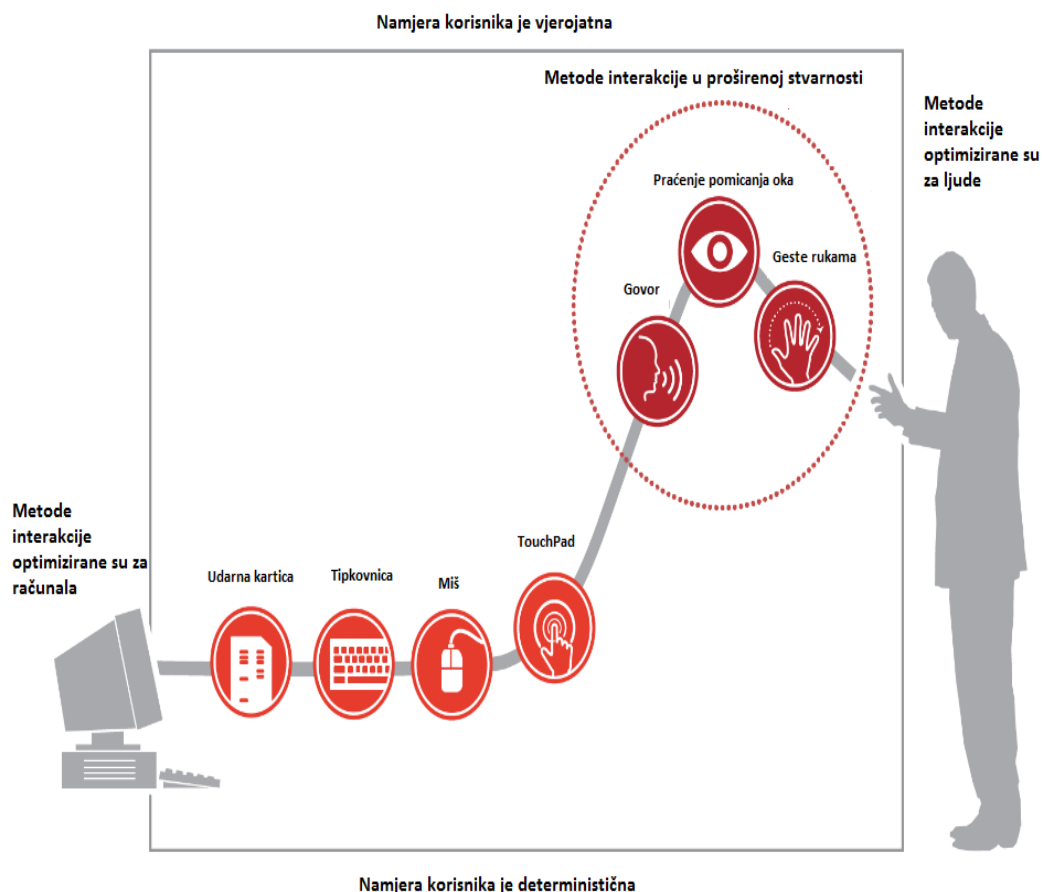 Namjera korisnika je vjerojatna
Metode interakcije u proširenoj stvarnosti
Metode
interakcije
optimizirane su
za ljude
Praćenje pomicanja oka
Geste rukama
Govor
Metode
interakcije
optimizirane su za
računala
TouchPad
Udarna kartica
Tipkovnica
Miš
Namjera korisnika je deterministična